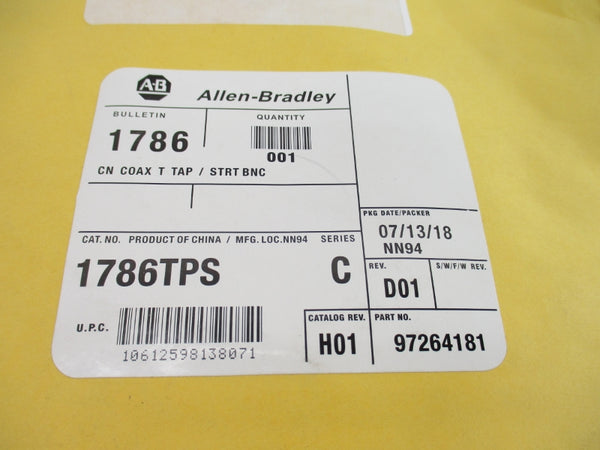 A-B Allen-Bradley
BULLETIN QUANTITY
1786 001
CN COAX T TAP / STRT BNC
PKG DATE/PACKER
07/13/18
NN94
CAT. NO. PRODUCT OF CHINA / MFG. LOC. NN94 SERIES
1786TPS C
REV. S/W/F/W REV.
D01
U.P.C. 10612598138071
CATALOG REV. PART NO.
H01 97264181